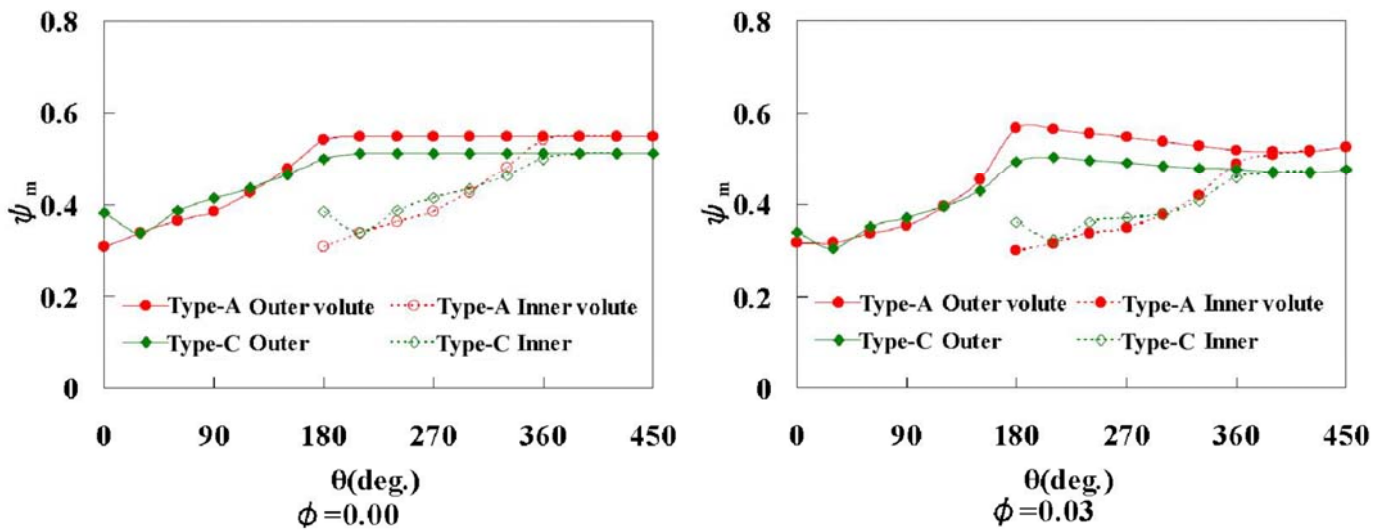 0.8
0.6
ψm
0.4
0.2
0
Type-A Outer volute
Type-A Inner volute
Type-C Outer
Type-C Inner
0 90 180 270 360 450
θ(deg.)
ϕ=0.00
0.8
0.6
ψm
0.4
0.2
0
Type-A Outer volute
Type-A Inner volute
Type-C Outer
Type-C Inner
0 90 180 270 360 450
θ(deg.)
ϕ=0.03